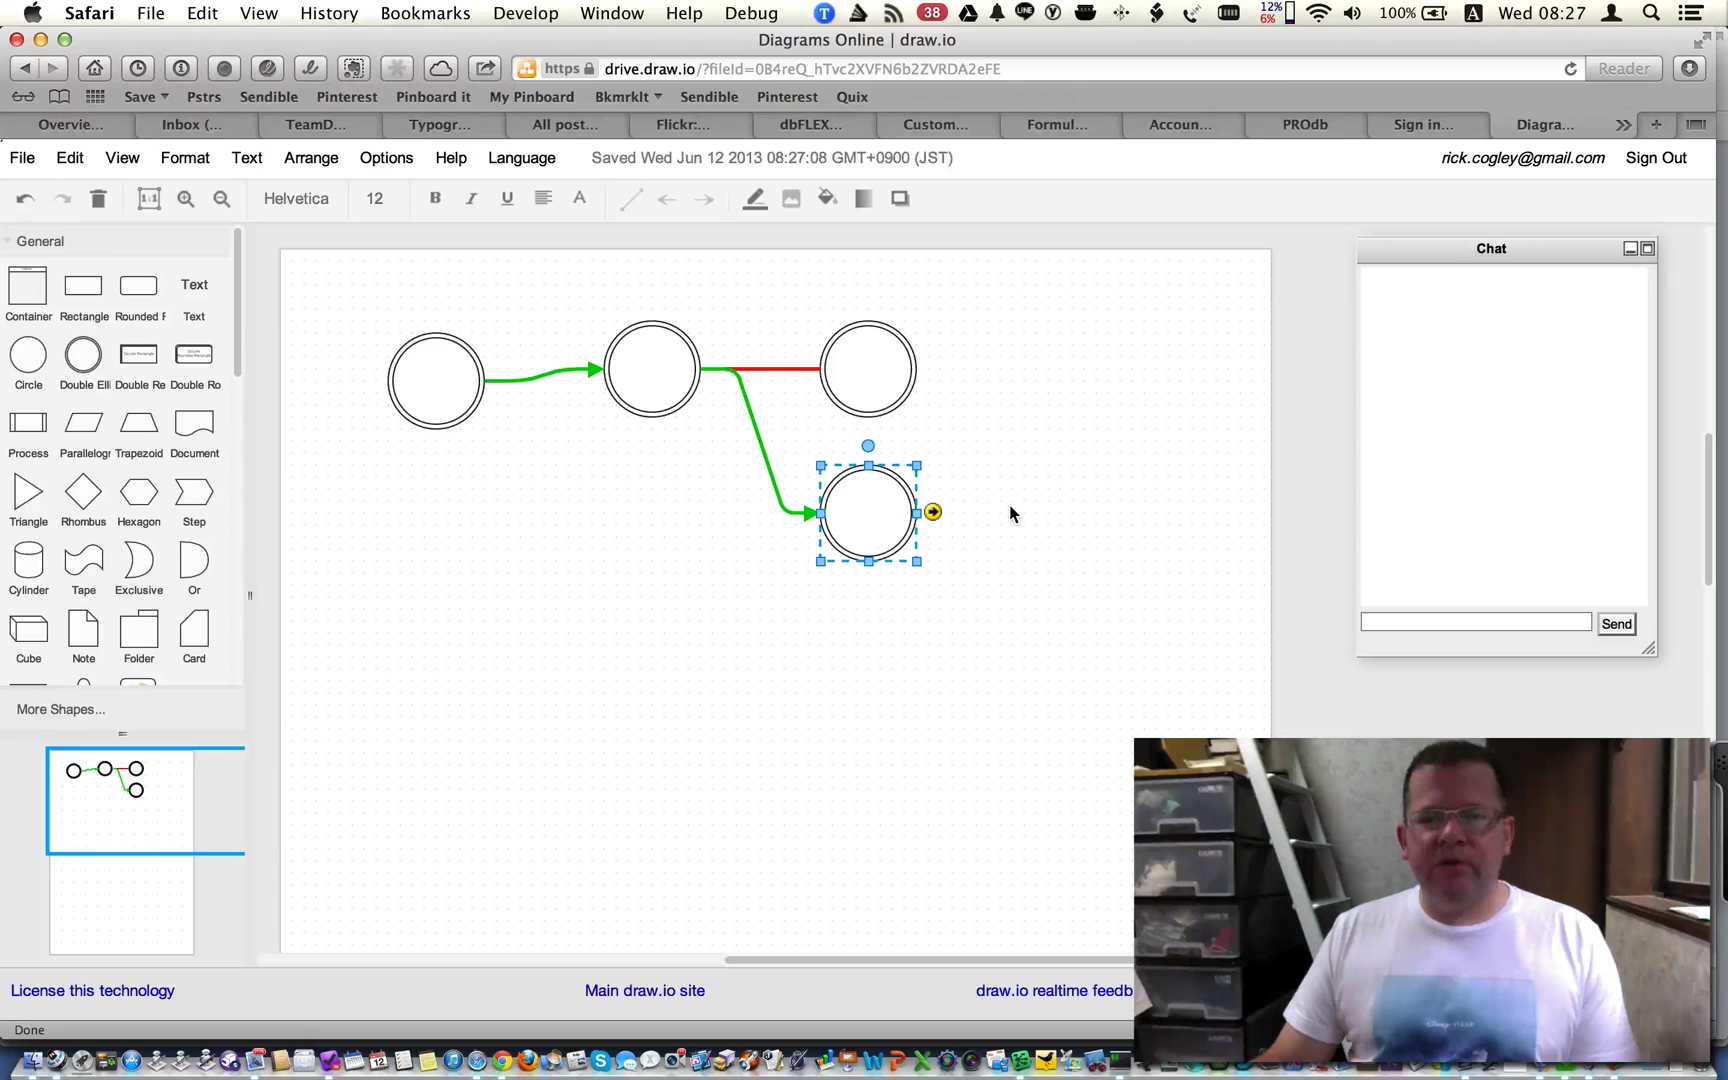 Safari File Edit View History Bookmarks Develop Window Help Debug 38 12% 6% 100% A Wed 08:27
Diagrams Online | draw.io
https drive.draw.io/?fileId=0B4reQ_hTvc2XVFN6b2ZVRDA2eFE Reader
Save Pstrs Sendible Pinterest Pinboard it My Pinboard Bkmrklt Sendible Pinterest Quix
Overvie... Inbox (... TeamD... Typogr... All post... Flickr:... dbFLEX... Custom... Formul... Accoun... PROdb Sign in... Diagra...
File Edit View Format Text Arrange Options Help Language Saved Wed Jun 12 2013 08:27:08 GMT+0900 (JST) rick.cogley@gmail.com Sign Out
1:1 Helvetica 12 B I U A
General
Text
Container Rectangle Rounded R Text
Circle Double Elli Double Re Double Ro
Process Parallelogr Trapezoid Document
Triangle Rhombus Hexagon Step
Cylinder Tape Exclusive Or
Cube Note Folder Card
More Shapes...
Chat
Send
License this technology Main draw.io site draw.io realtime feedb
Done